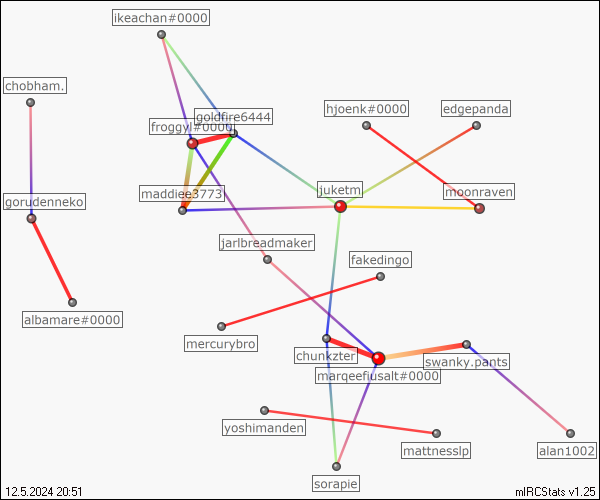 ikeachan#0000
chobham.
goldfire6444
hjoenk#0000
edgepanda
froggyl#0000
maddiee3773
juketm
moonraven
gorudenneko
jarlbreadmaker
fakedingo
albamare#0000
mercurybro
chunkzter
swanky.pants
marqeefiusalt#0000
yoshimanden
mattnesslp
alan1002
sorapie
12.5.2024 20:51
mIRCStats v1.25